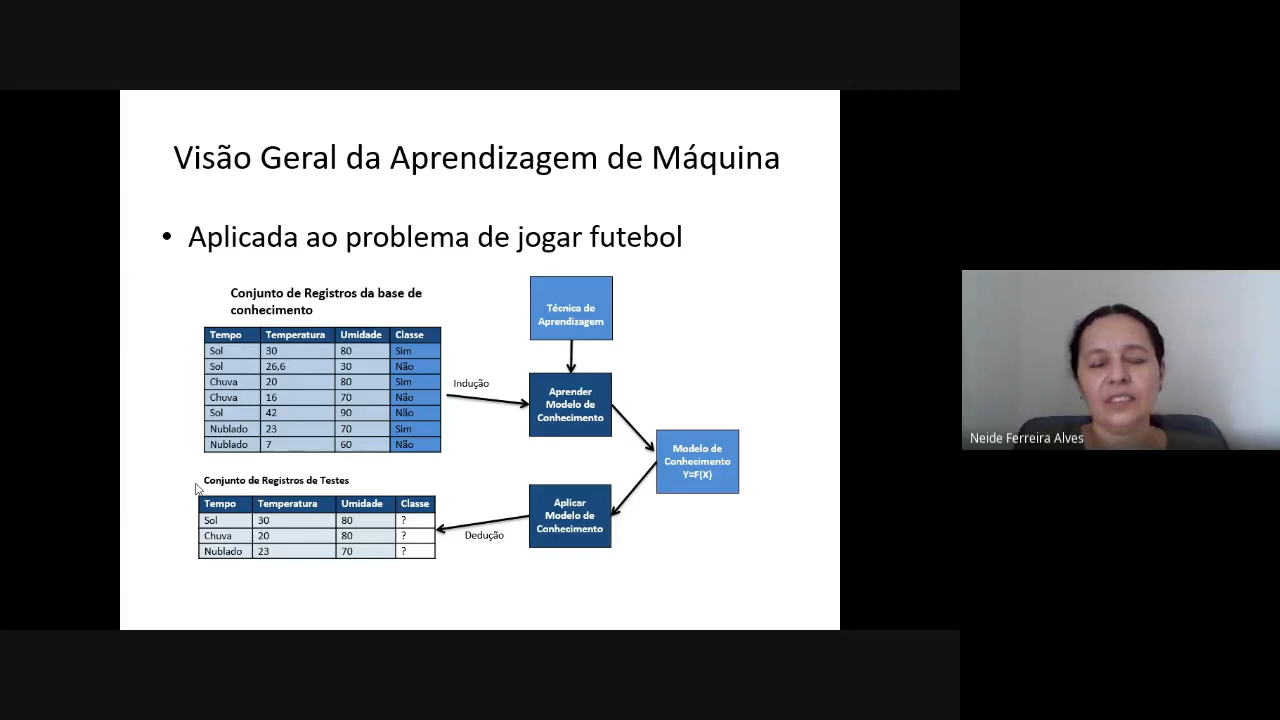 Visão Geral da Aprendizagem de Máquina
• Aplicada ao problema de jogar futebol
Conjunto de Registros da base de
conhecimento
Tempo Temperatura Umidade Classe
Sol 30 80 Sim
Sol 26,6 30 Não
Chuva 20 80 Sim
Chuva 16 70 Não
Sol 42 90 Não
Nublado 23 70 Sim
Nublado 7 60 Não
Indução
Técnica de
Aprendizagem
Aprender
Modelo de
Conhecimento
Modelo de
Conhecimento
Y=F(X)
Aplicar
Modelo de
Conhecimento
Dedução
Conjunto de Registros de Testes
Tempo Temperatura Umidade Classe
Sol 30 80 ?
Chuva 20 80 ?
Nublado 23 70 ?
Neide Ferreira Alves